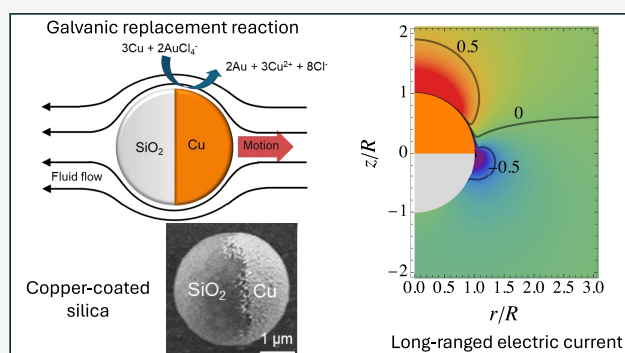 Galvanic replacement reaction
3Cu + 2AuCl₄⁻
2Au + 3Cu²⁺ + 8Cl⁻
SiO₂
Cu
Motion
Fluid flow
Copper-coated
silica
SiO₂
Cu
1 μm
2
1
0
−1
−2
z/R
0.5
0
−0.5
0.0 0.5 1.0 1.5 2.0 2.5 3.0
r/R
Long-ranged electric current